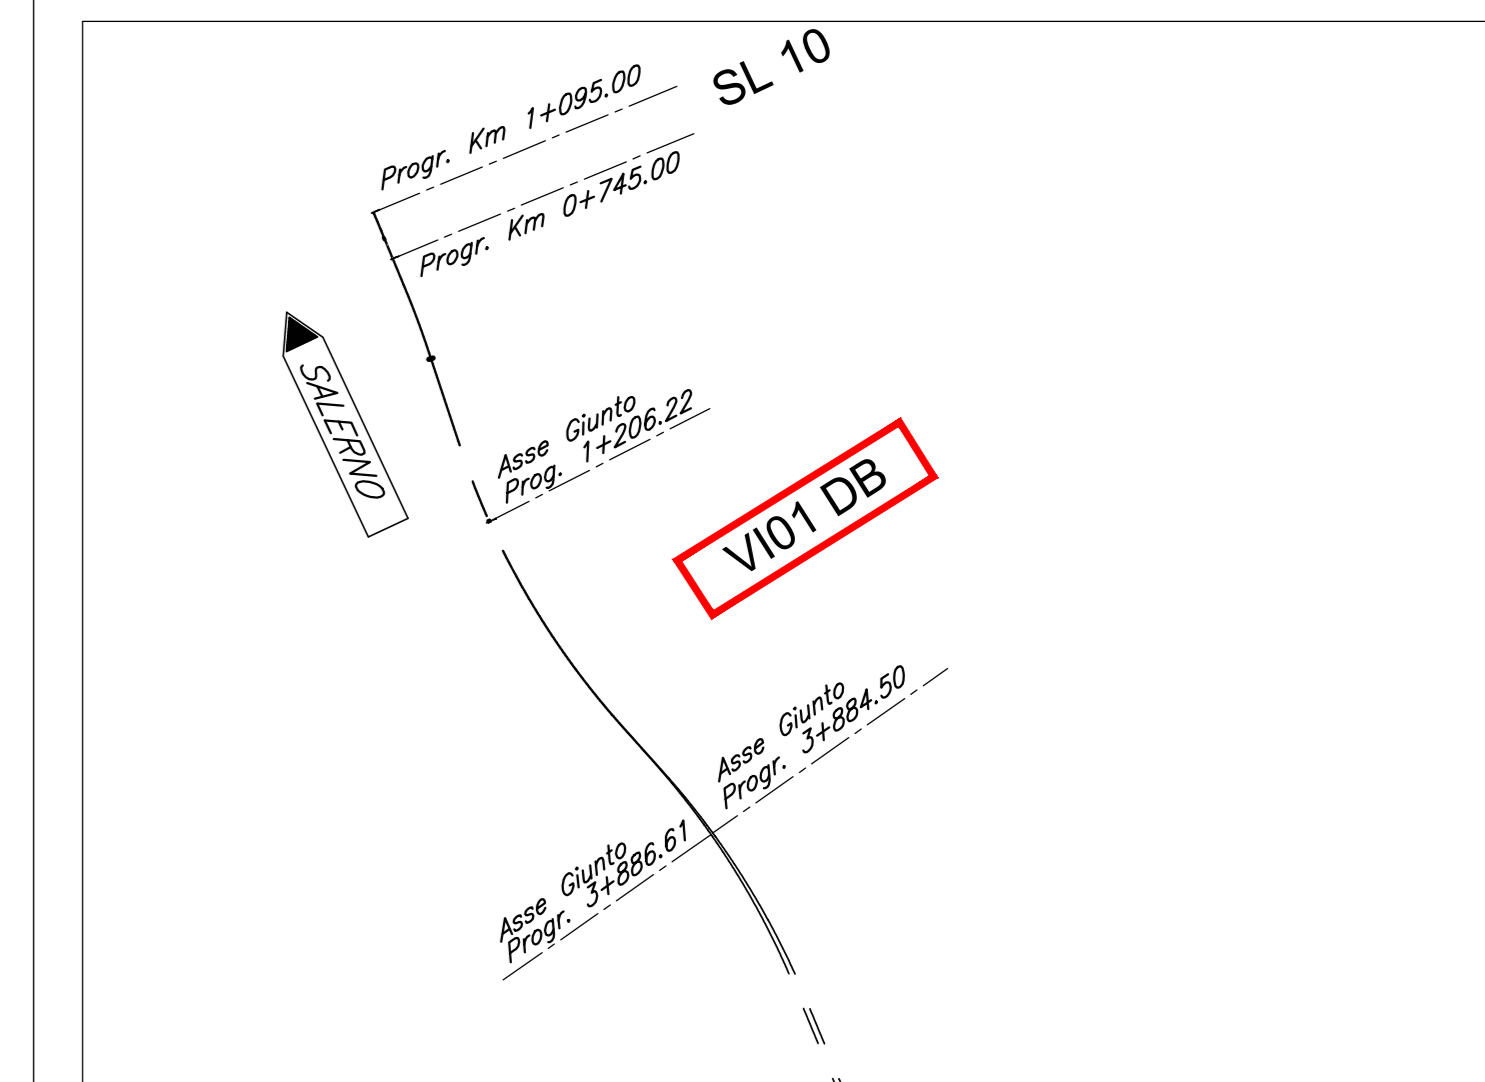 SL 10
Progr. Km 1+095.00
Progr. Km 0+745.00
SALERNO
Asse Giunto
Prog. 1+206.22
VI01 DB
Asse Giunto
Progr. 3+884.50
Asse Giunto
Progr. 3+886.61